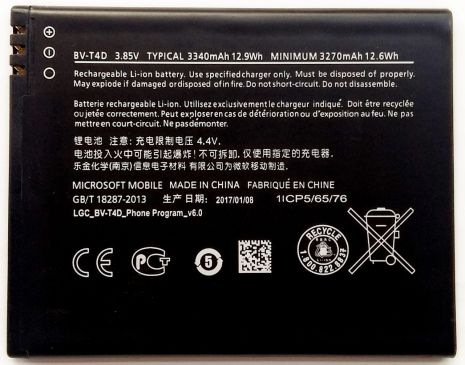 BV-T4D 3.85V TYPICAL 3340mAh 12.9Wh MINIMUM 3270mAh 12.6Wh
Rechargeable Li-ion battery. Use specified charger only. Must be disposed of properly.
May explode if damaged or disposed of in fire. Do not short circuit. Do not disassemble.
Batterie rechargeable Li-ion. Utilisez exclusivement le chargeur indiqué. Doit être recyclée
ou jetée correctement. Peut exploser en cas de détérioration ou d'exposition au feu. Ne pas
mettre en court-circuit. Ne pas démonter.
锂电池 注意: 充电限制电压 4.4V.
电池投入火中可能引起爆炸! 不可拆解, 仅使用指定的充电器.
乐金化学(南京)信息电子材料有限公司为微软移动制造.
MICROSOFT MOBILE MADE IN CHINA FABRIQUÉ EN CHINE
GB/T 18287-2013 2017/01/08 1ICP5/65/76
LGC_BV-T4D_Phone Program_v6.0
CE
5
RECYCLE
1.800.822.8837
Li-ion